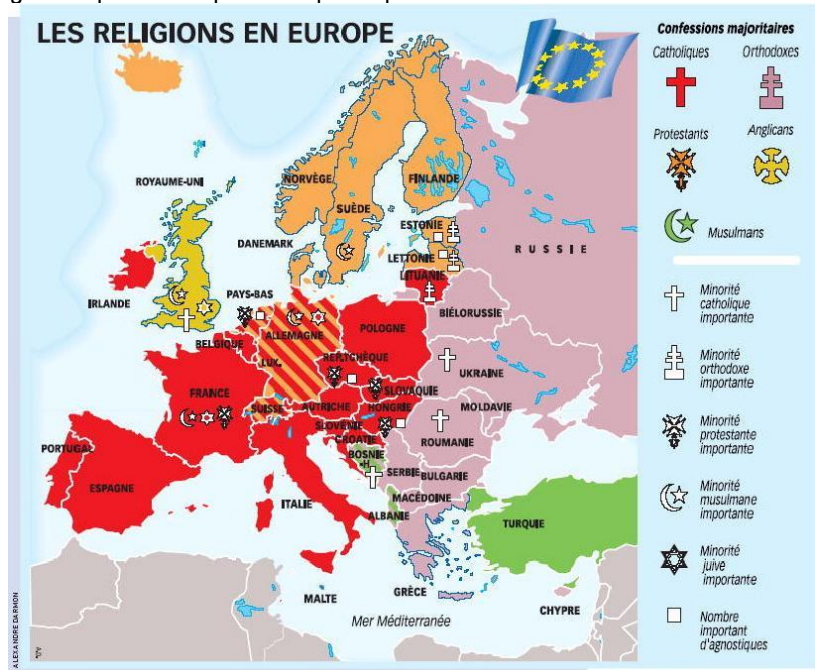 LES RELIGIONS EN EUROPE
Confessions majoritaires
Catholiques
Orthodoxes
Protestants
Anglicans
Musulmans
Minorité
catholique
importante
Minorité
orthodoxe
importante
Minorité
protestante
importante
Minorité
musulmane
importante
Minorité
juive
importante
Nombre
important
d'agnostiques
ROYAUME-UNI
NORVÈGE
FINLANDE
SUÈDE
ESTONIE
RUSSIE
DANEMARK
LETTONIE
LITUANIE
IRLANDE
PAYS-BAS
BIÉLORUSSIE
ALLEMAGNE
POLOGNE
BELGIQUE
LUX.
REP.TCHÈQUE
UKRAINE
FRANCE
SLOVAQUIE
SUISSE
AUTRICHE
HONGRIE
MOLDAVIE
SLOVÉNIE
CROATIE
ROUMANIE
PORTUGAL
BOSNIE
-H
ESPAGNE
SERBIE
BULGARIE
ITALIE
MACÉDOINE
ALBANIE
TURQUIE
MALTE
GRÈCE
CHYPRE
Mer Méditerranée
ALEXANDRE DARMON